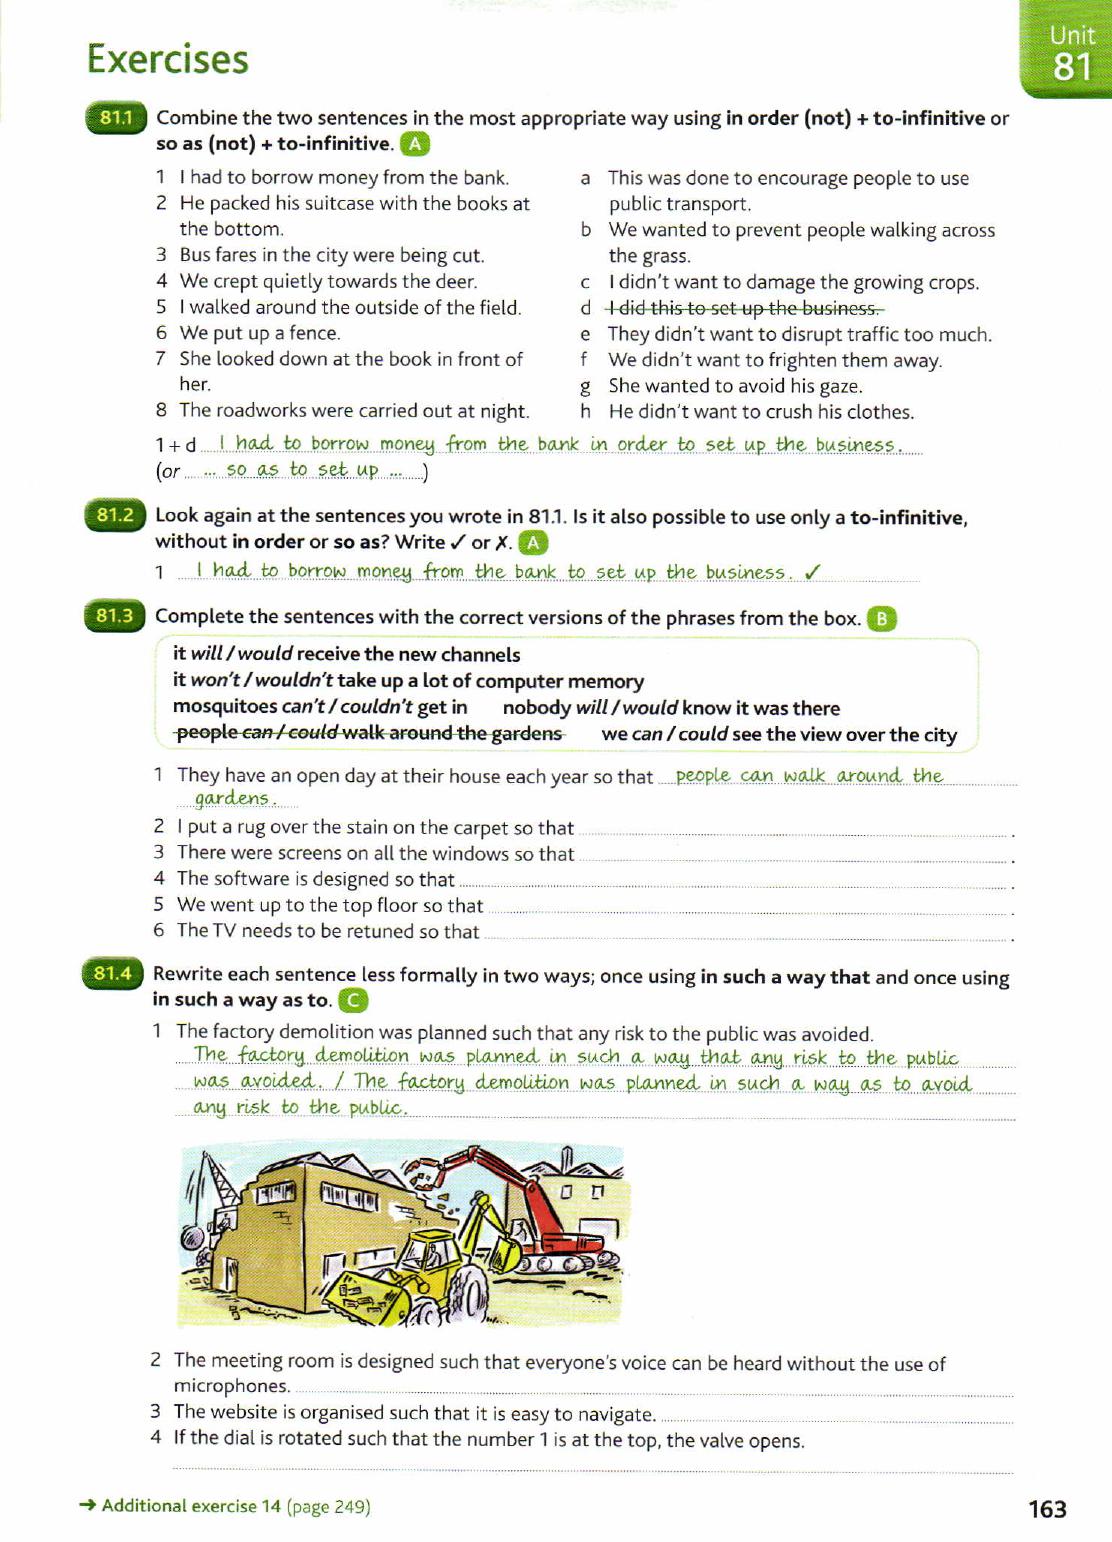 Unit
81
Exercises
81.1 Combine the two sentences in the most appropriate way using in order (not) + to-infinitive or
so as (not) + to-infinitive. A
1 I had to borrow money from the bank.
2 He packed his suitcase with the books at
the bottom.
3 Bus fares in the city were being cut.
4 We crept quietly towards the deer.
5 I walked around the outside of the field.
6 We put up a fence.
7 She looked down at the book in front of
her.
8 The roadworks were carried out at night.
a This was done to encourage people to use
public transport.
b We wanted to prevent people walking across
the grass.
c I didn't want to damage the growing crops.
d I did this to set up the business.
e They didn't want to disrupt traffic too much.
f We didn't want to frighten them away.
g She wanted to avoid his gaze.
h He didn't want to crush his clothes.
1 + d I had to borrow money from the bank in order to set up the business.
(or ... so as to set up ... )
81.2 Look again at the sentences you wrote in 81.1. Is it also possible to use only a to-infinitive,
without in order or so as? Write ✓ or ✗. A
1 I had to borrow money from the bank to set up the business. ✓
81.3 Complete the sentences with the correct versions of the phrases from the box. B
it will / would receive the new channels
it won't / wouldn't take up a lot of computer memory
mosquitoes can't / couldn't get in nobody will / would know it was there
people can / could walk around the gardens we can / could see the view over the city
1 They have an open day at their house each year so that people can walk around the
gardens.
2 I put a rug over the stain on the carpet so that .
3 There were screens on all the windows so that .
4 The software is designed so that .
5 We went up to the top floor so that .
6 The TV needs to be retuned so that .
81.4 Rewrite each sentence less formally in two ways; once using in such a way that and once using
in such a way as to. C
1 The factory demolition was planned such that any risk to the public was avoided.
The factory demolition was planned in such a way that any risk to the public
was avoided. / The factory demolition was planned in such a way as to avoid
any risk to the public.
2 The meeting room is designed such that everyone's voice can be heard without the use of
microphones.
3 The website is organised such that it is easy to navigate.
4 If the dial is rotated such that the number 1 is at the top, the valve opens.
➜ Additional exercise 14 (page 249)
163